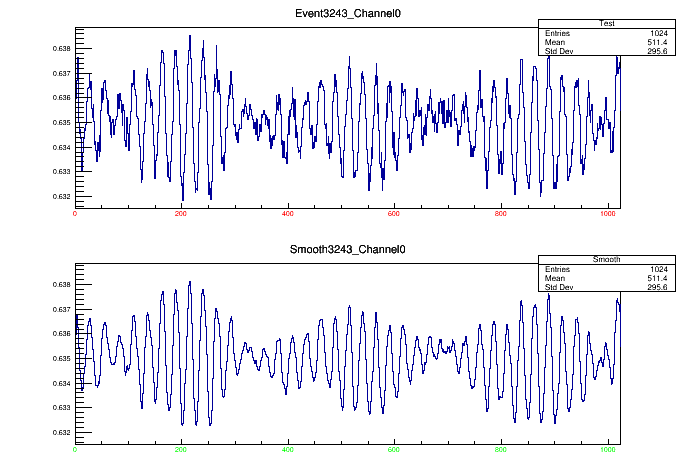 Event3243_Channel0
Test
Entries 1024
Mean 511.4
Std Dev 295.6
0.638
0.637
0.636
0.635
0.634
0.633
0.632
0 200 400 600 800 1000
Smooth3243_Channel0
Smooth
Entries 1024
Mean 511.4
Std Dev 295.6
0.638
0.637
0.636
0.635
0.634
0.633
0.632
0 200 400 600 800 1000